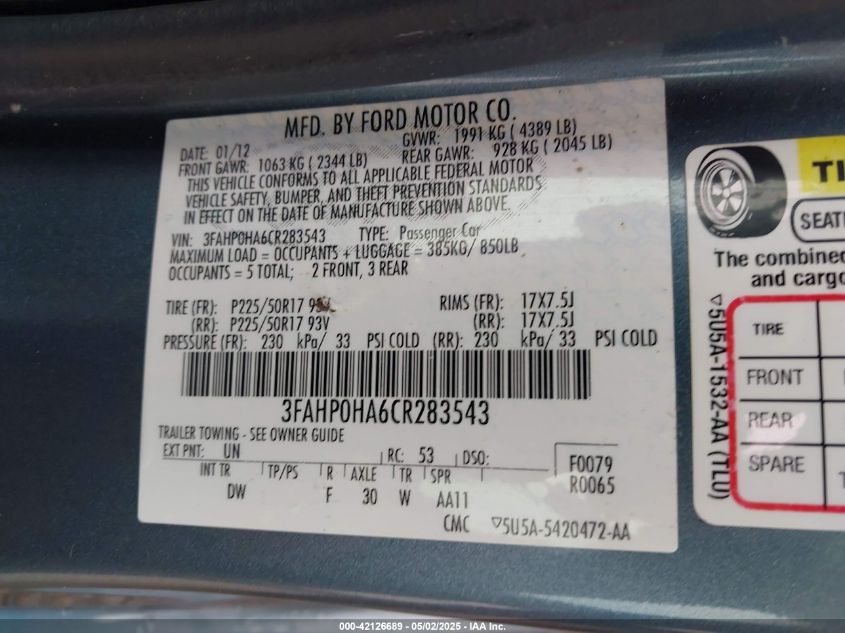 MFD. BY FORD MOTOR CO.
DATE: 01/12 GVWR: 1991 KG ( 4389 LB)
FRONT GAWR: 1063 KG ( 2344 LB) REAR GAWR: 928 KG ( 2045 LB)
THIS VEHICLE CONFORMS TO ALL APPLICABLE FEDERAL MOTOR
VEHICLE SAFETY, BUMPER, AND THEFT PREVENTION STANDARDS
IN EFFECT ON THE DATE OF MANUFACTURE SHOWN ABOVE.
VIN: 3FAHP0HA6CR283543 TYPE: Passenger Car
MAXIMUM LOAD = OCCUPANTS + LUGGAGE = 385KG/ 850LB
OCCUPANTS = 5 TOTAL; 2 FRONT, 3 REAR
TIRE (FR): P225/50R17 RIMS (FR): 17X7.5J
(RR): P225/50R17 93V (RR): 17X7.5J
PRESSURE (FR): 230 kPa/ 33 PSI COLD (RR): 230 kPa/ 33 PSI COLD
3FAHP0HA6CR283543
TRAILER TOWING - SEE OWNER GUIDE
EXT PNT: UN RC: 53 DSO: F0079
INT TR TP/PS R AXLE TR SPR R0065
DW F 30 W AA11
CMC ▽5U5A-5420472-AA
TI
SEATI
The combined
and cargo
TIRE
FRONT
REAR
SPARE
▽5U5A-1532-AA (TLU)
000-42126689 - 05/02/2025 - IAA Inc.